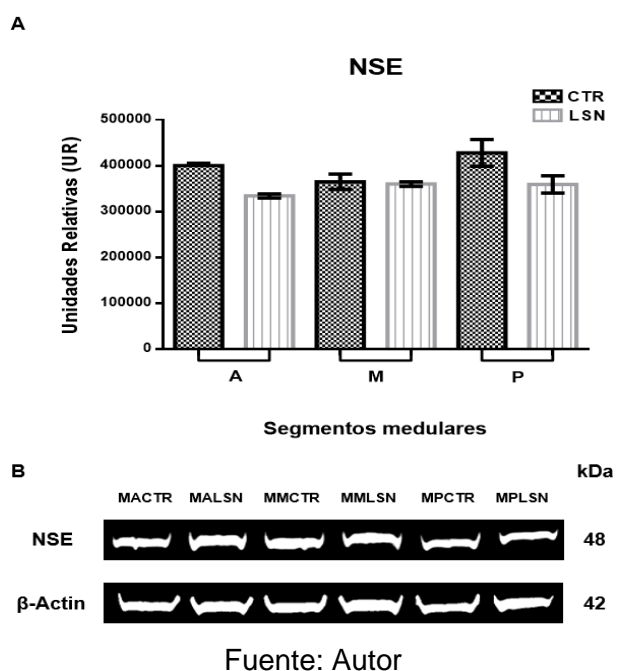 A
NSE
CTR
LSN
Unidades Relativas (UR)
500000
400000
300000
200000
100000
0
A M P
Segmentos medulares
B
kDa
MACTR MALSN MMCTR MMLSN MPCTR MPLSN
NSE 48
β-Actin 42
Fuente: Autor